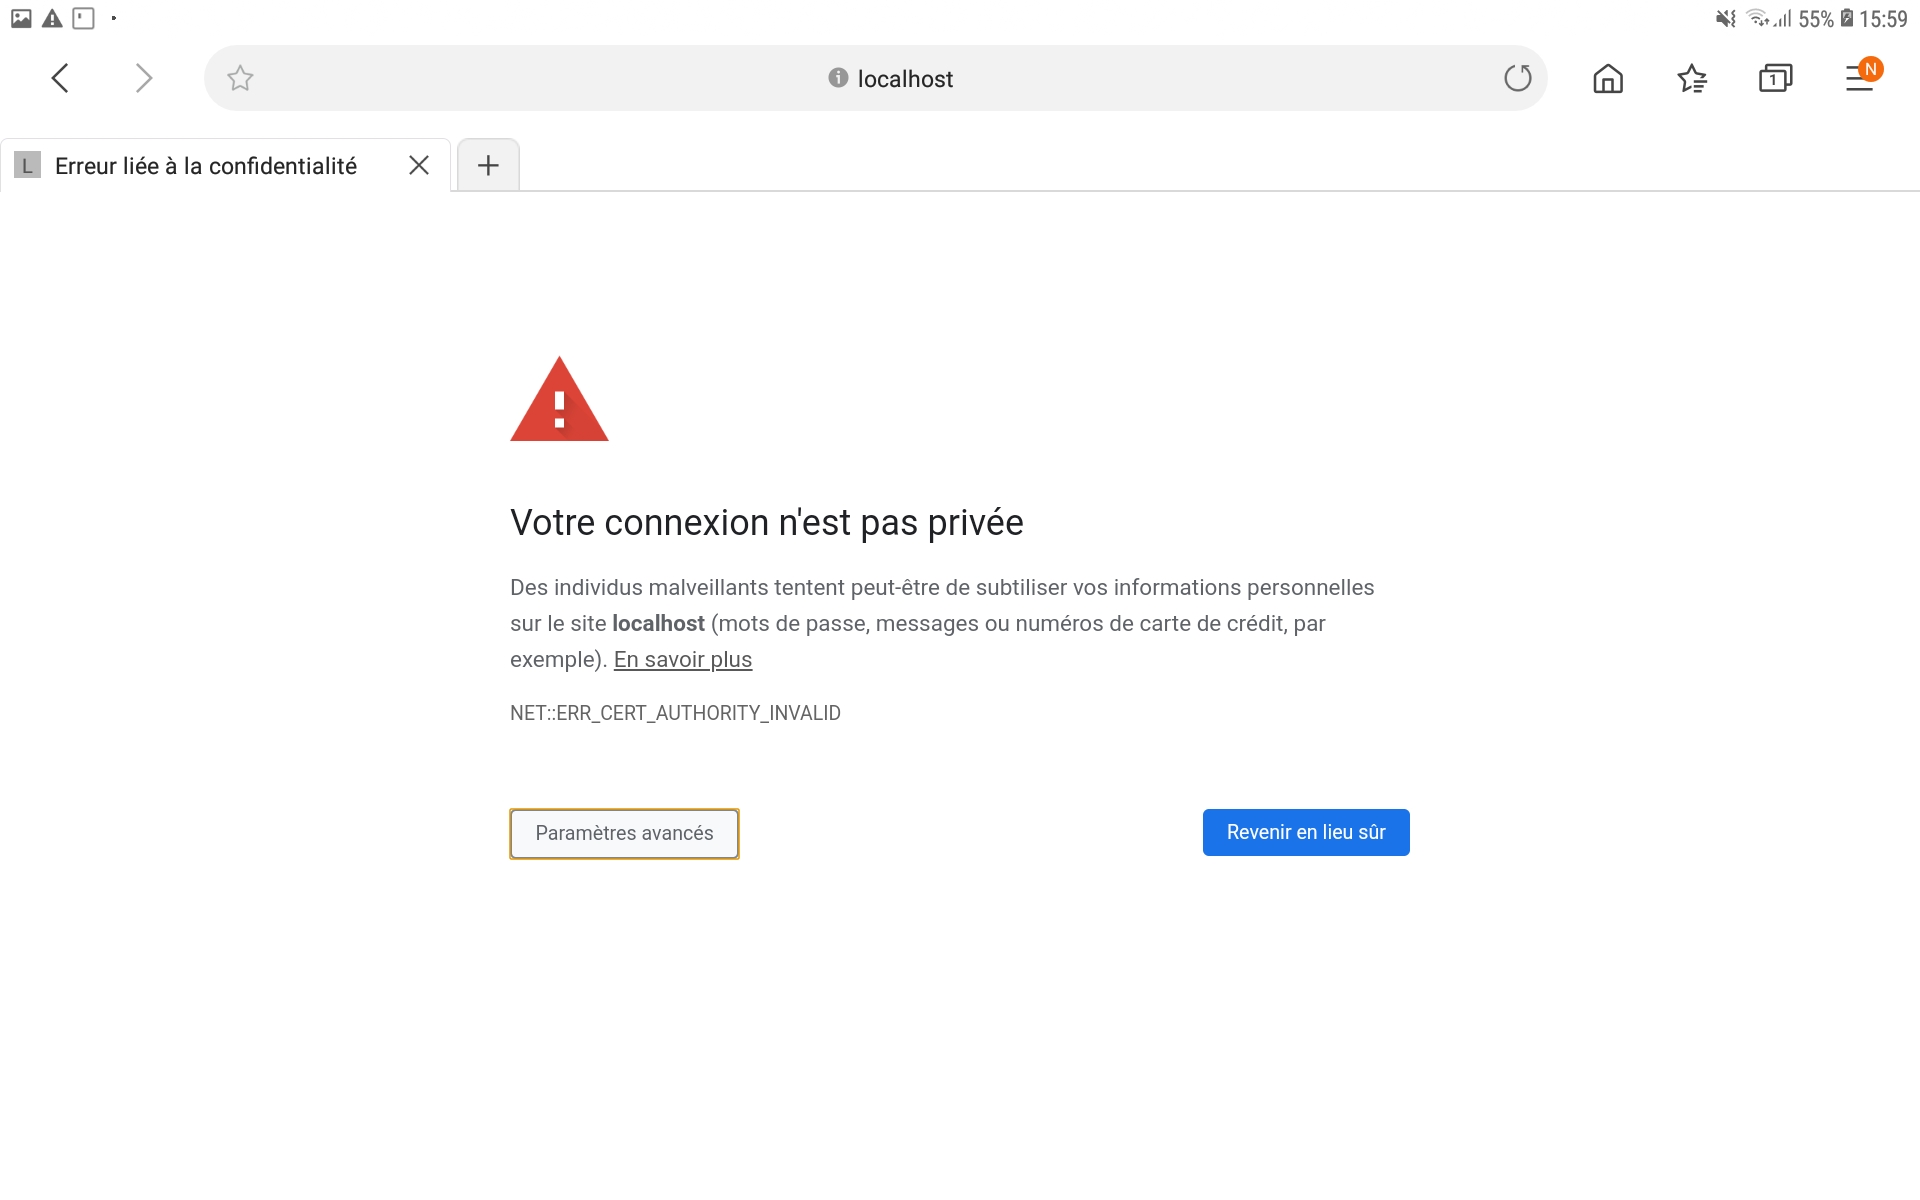 55% 15:59
localhost
1
N
L Erreur liée à la confidentialité
Votre connexion n'est pas privée
Des individus malveillants tentent peut-être de subtiliser vos informations personnelles
sur le site localhost (mots de passe, messages ou numéros de carte de crédit, par
exemple). En savoir plus
NET::ERR_CERT_AUTHORITY_INVALID
Paramètres avancés
Revenir en lieu sûr